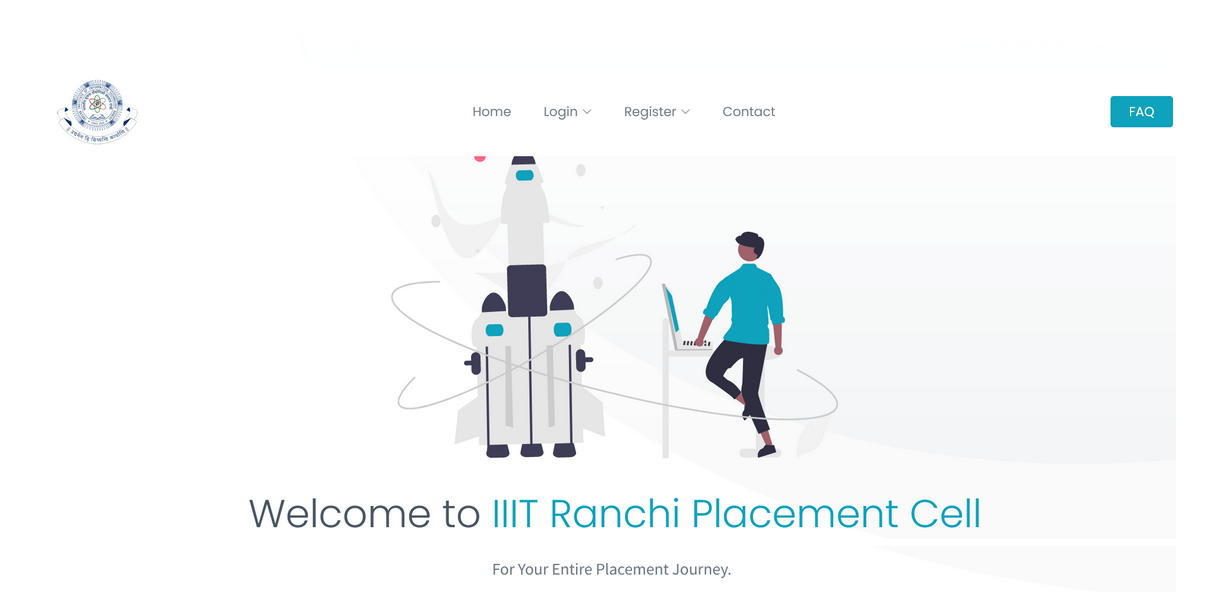 Home Login Register Contact FAQ
Welcome to IIIT Ranchi Placement Cell
For Your Entire Placement Journey.